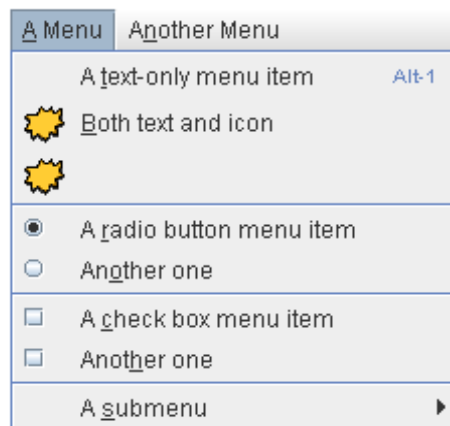 A Menu Another Menu
A text-only menu item Alt-1
Both text and icon
A radio button menu item
Another one
A check box menu item
Another one
A submenu